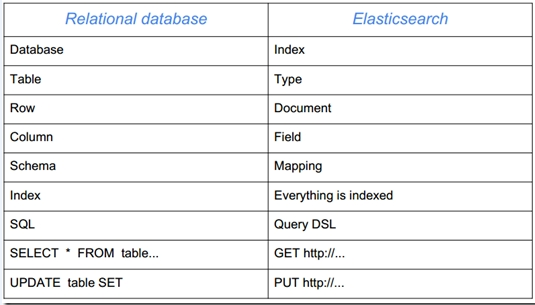 Relational database Elasticsearch
Database Index
Table Type
Row Document
Column Field
Schema Mapping
Index Everything is indexed
SQL Query DSL
SELECT * FROM table... GET http://...
UPDATE table SET PUT http://...